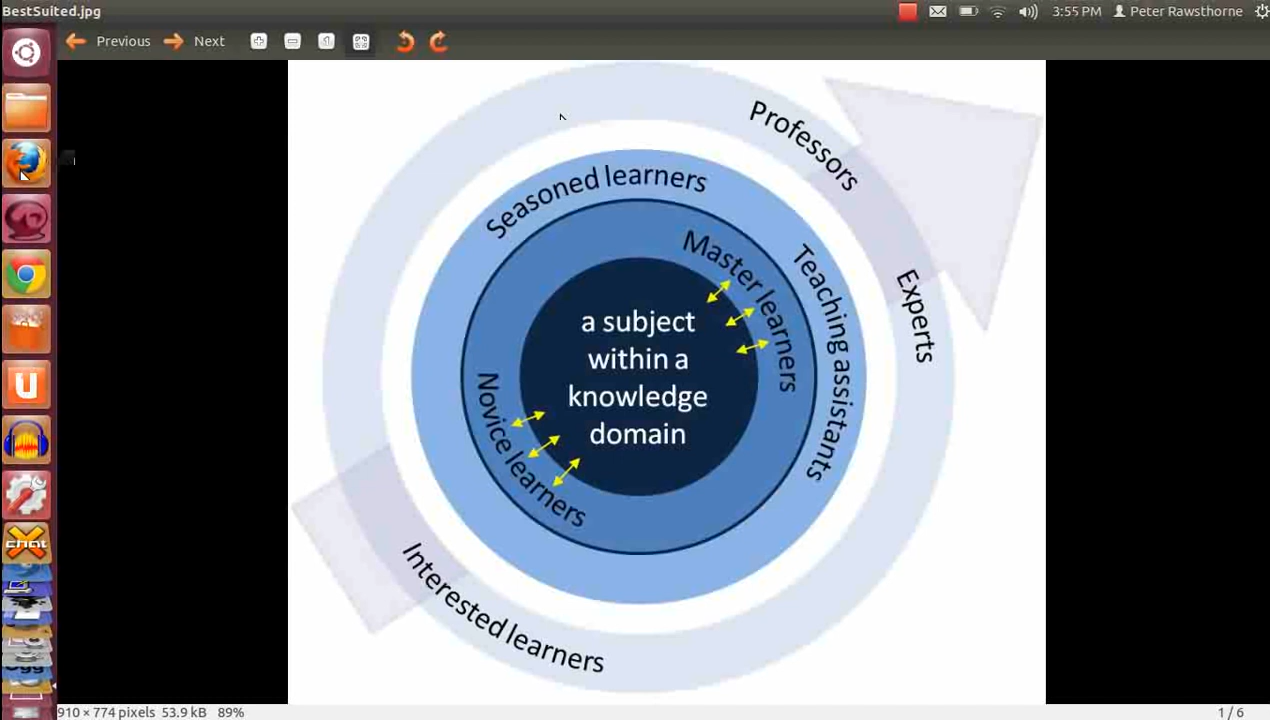 BestSuited.jpg
3:55 PM Peter Rawsthorne
Previous Next
Professors
Seasoned learners
Master learners
Teaching assistants
Experts
a subject
within a
knowledge
domain
Novice learners
Interested learners
910 × 774 pixels 53.9 kB 89%
1 / 6